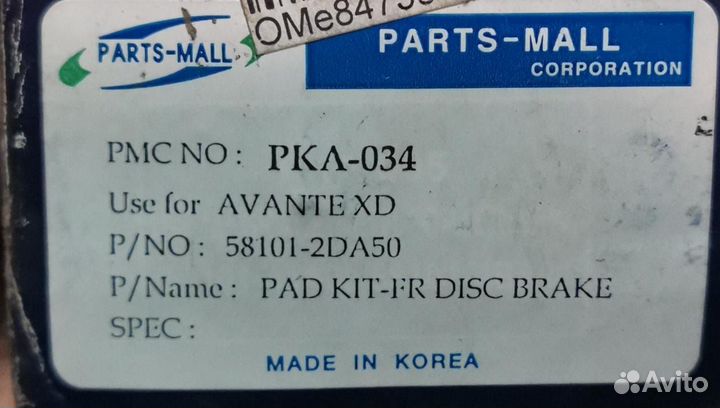 PARTS-MALL
PARTS-MALL
CORPORATION
PMC NO : PKA-034
Use for AVANTE XD
P/NO : 58101-2DA50
P/Name : PAD KIT-FR DISC BRAKE
SPEC :
MADE IN KOREA
Avito